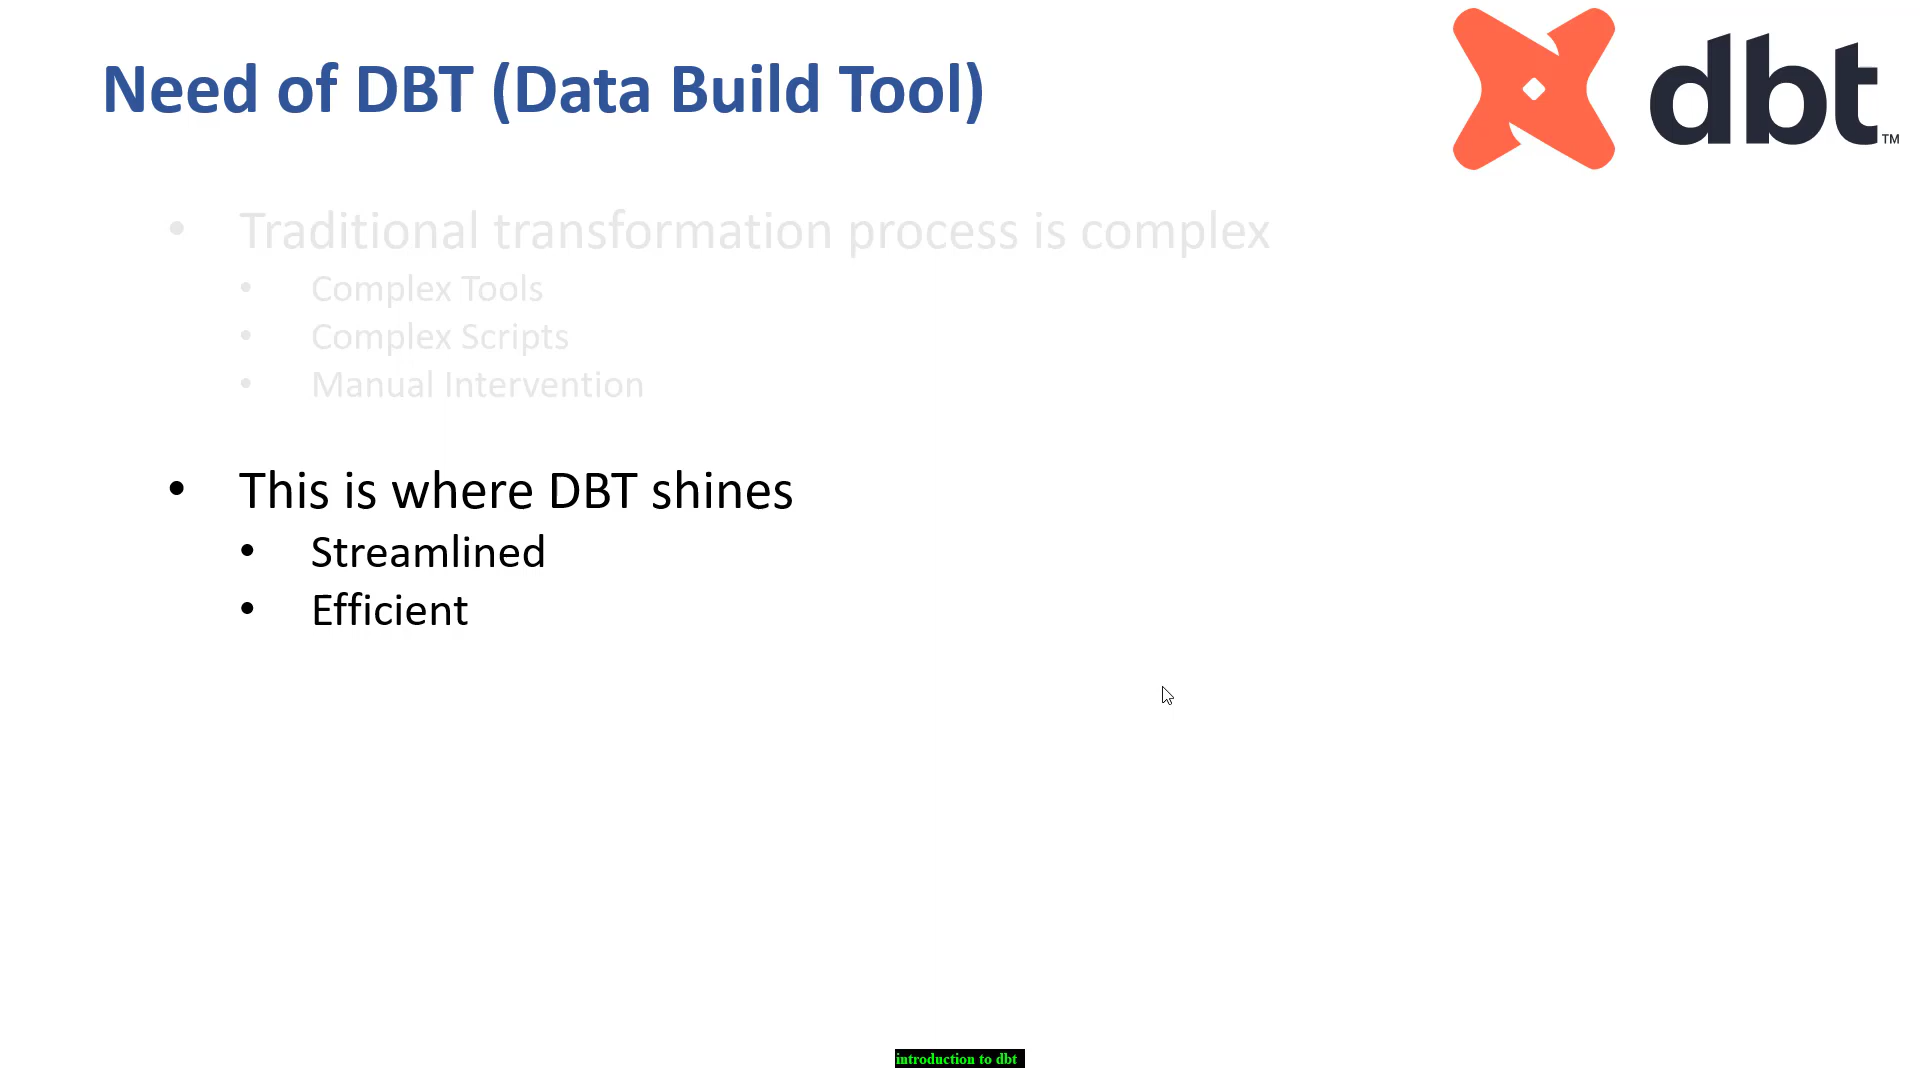 Need of DBT (Data Build Tool)
dbt™
• Traditional transformation process is complex
• Complex Tools
• Complex Scripts
• Manual Intervention
• This is where DBT shines
• Streamlined
• Efficient
introduction to dbt